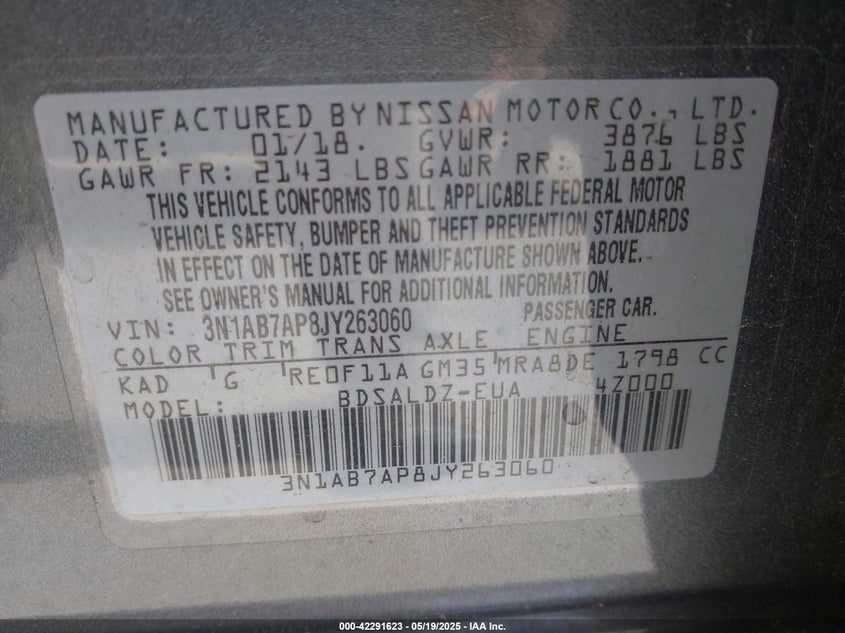 MANUFACTURED BY NISSAN MOTOR CO., LTD.
DATE: 01/18. GVWR: 3876 LBS
GAWR FR: 2143 LBS GAWR RR: 1881 LBS
THIS VEHICLE CONFORMS TO ALL APPLICABLE FEDERAL MOTOR
VEHICLE SAFETY, BUMPER AND THEFT PREVENTION STANDARDS
IN EFFECT ON THE DATE OF MANUFACTURE SHOWN ABOVE.
SEE OWNER'S MANUAL FOR ADDITIONAL INFORMATION.
VIN: 3N1AB7AP8JY263060 PASSENGER CAR.
COLOR TRIM TRANS AXLE ENGINE
KAD G RE0F11A GM35 MRA8DE 1798 CC
MODEL: BDSALDZ-EUA 4Z000
3N1AB7AP8JY263060
000-42291623 - 05/19/2025 - IAA Inc.